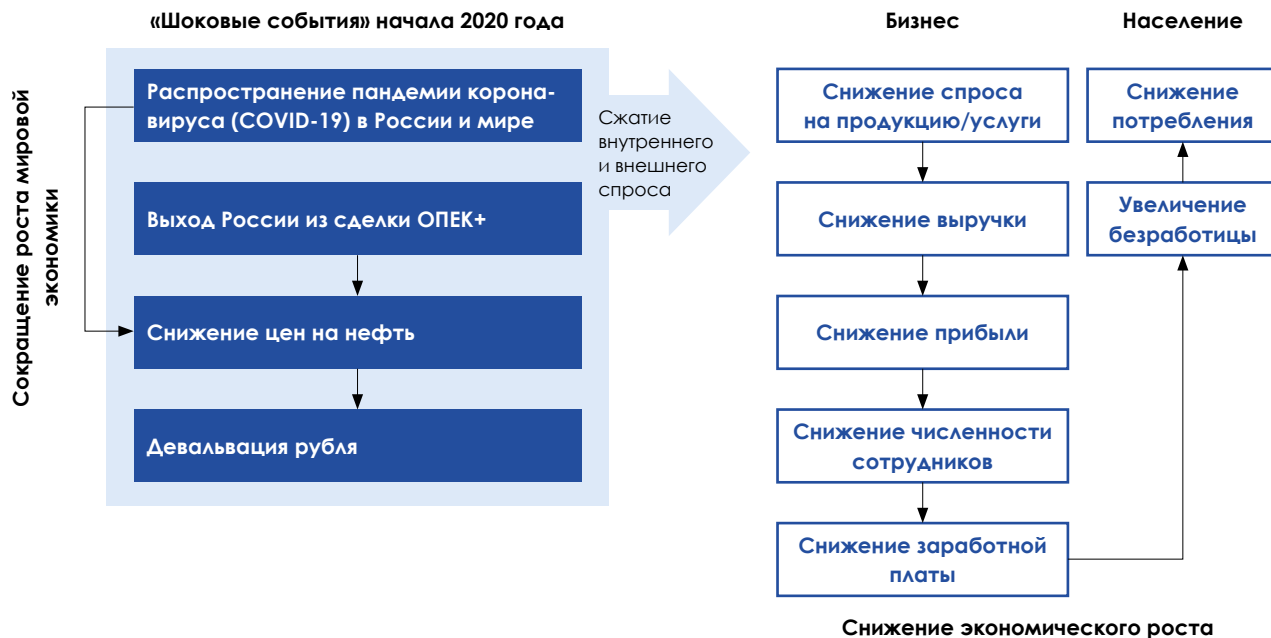 «Шоковые события» начала 2020 года
Сокращение роста мировой
экономики
Распространение пандемии корона-
вируса (COVID-19) в России и мире
Выход России из сделки ОПЕК+
Снижение цен на нефть
Девальвация рубля
Сжатие
внутреннего
и внешнего
спроса
Бизнес
Снижение спроса
на продукцию/услуги
Снижение выручки
Снижение прибыли
Снижение численности
сотрудников
Снижение заработной
платы
Население
Снижение
потребления
Увеличение
безработицы
Снижение экономического роста